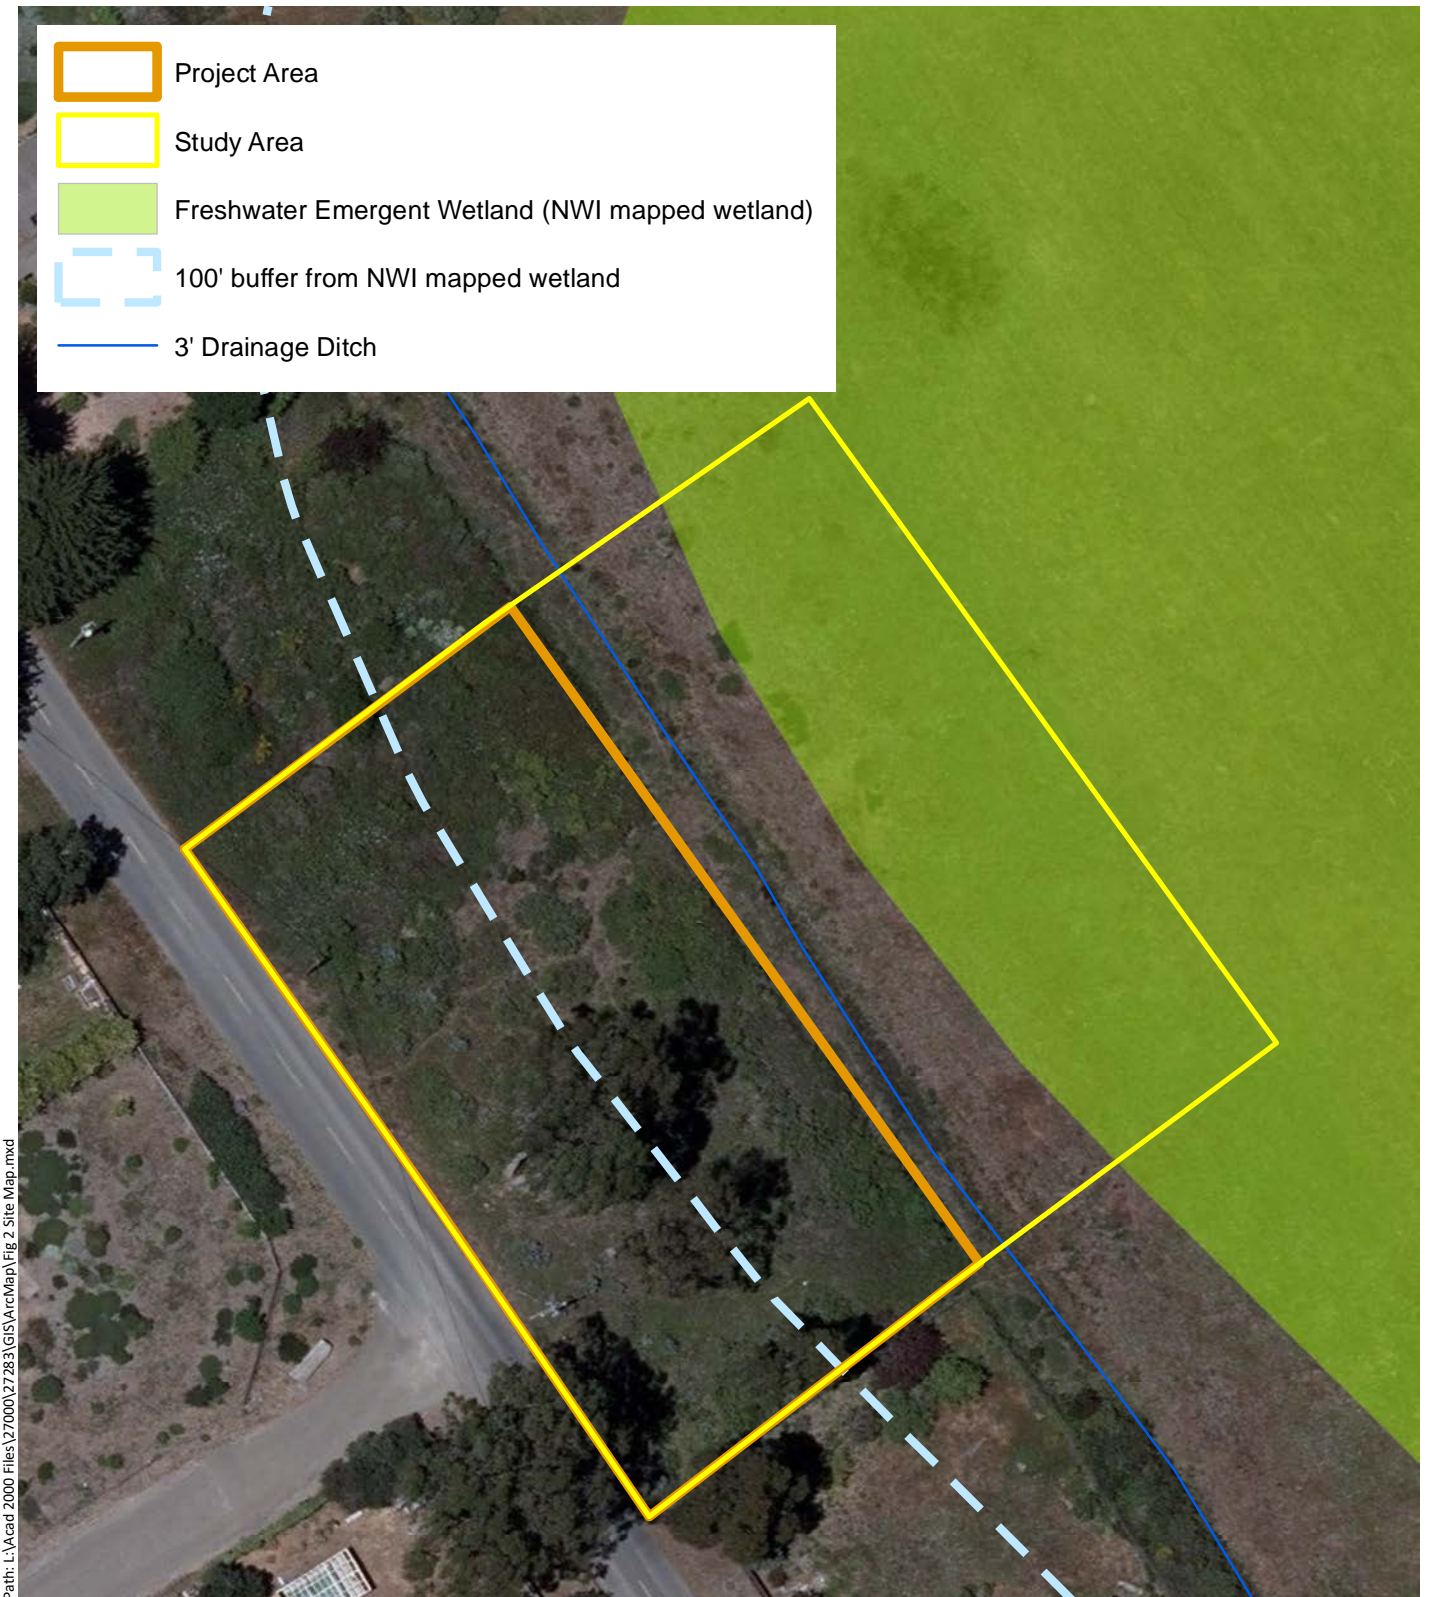 Project Area
Study Area
Freshwater Emergent Wetland (NWI mapped wetland)
100' buffer from NWI mapped wetland
3' Drainage Ditch
Path: L:\Acad 2000 Files\27000\27283\GIS\ArcMap\Fig 2 Site Map.mxd